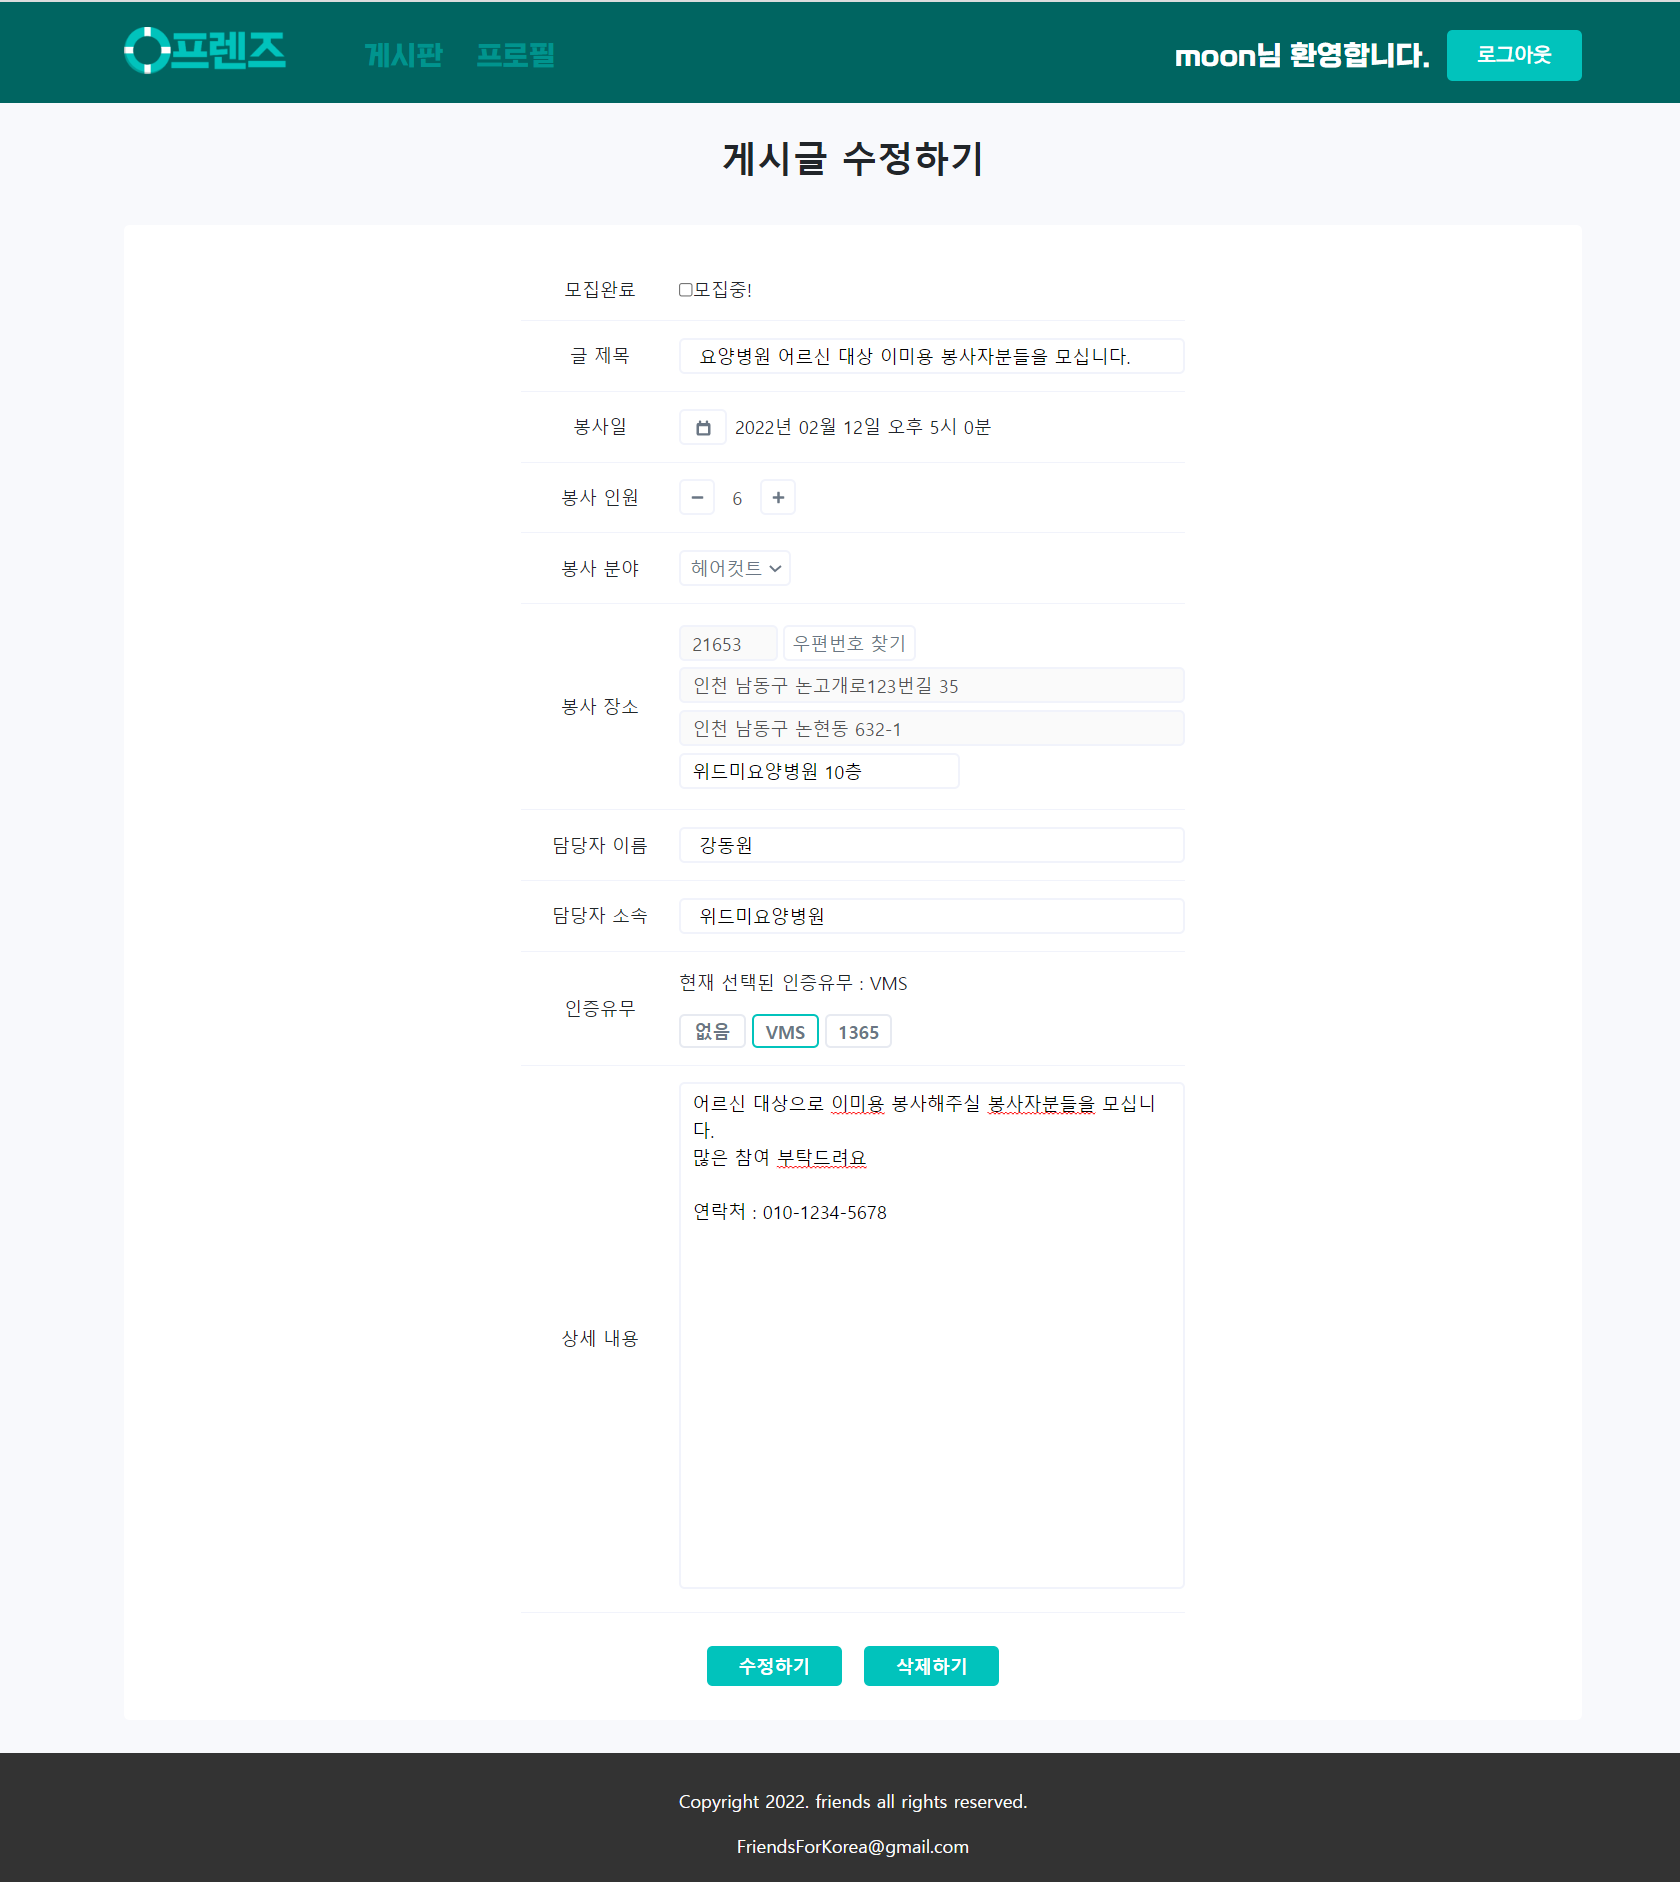 프렌즈 게시판 프로필 moon님 환영합니다. 로그아웃
게시글 수정하기
모집완료 모집중!
글 제목 요양병원 어르신 대상 이미용 봉사자분들을 모십니다.
봉사일 2022년 02월 12일 오후 5시 0분
봉사 인원 − 6 +
봉사 분야 헤어컷트
21653 우편번호 찾기
인천 남동구 논고개로123번길 35
봉사 장소
인천 남동구 논현동 632-1
위드미요양병원 10층
담당자 이름 강동원
담당자 소속 위드미요양병원
현재 선택된 인증유무 : VMS
인증유무
없음 VMS 1365
어르신 대상으로 이미용 봉사해주실 봉사자분들을 모십니
다.
많은 참여 부탁드려요
연락처 : 010-1234-5678
상세 내용
수정하기 삭제하기
Copyright 2022. friends all rights reserved.
FriendsForKorea@gmail.com